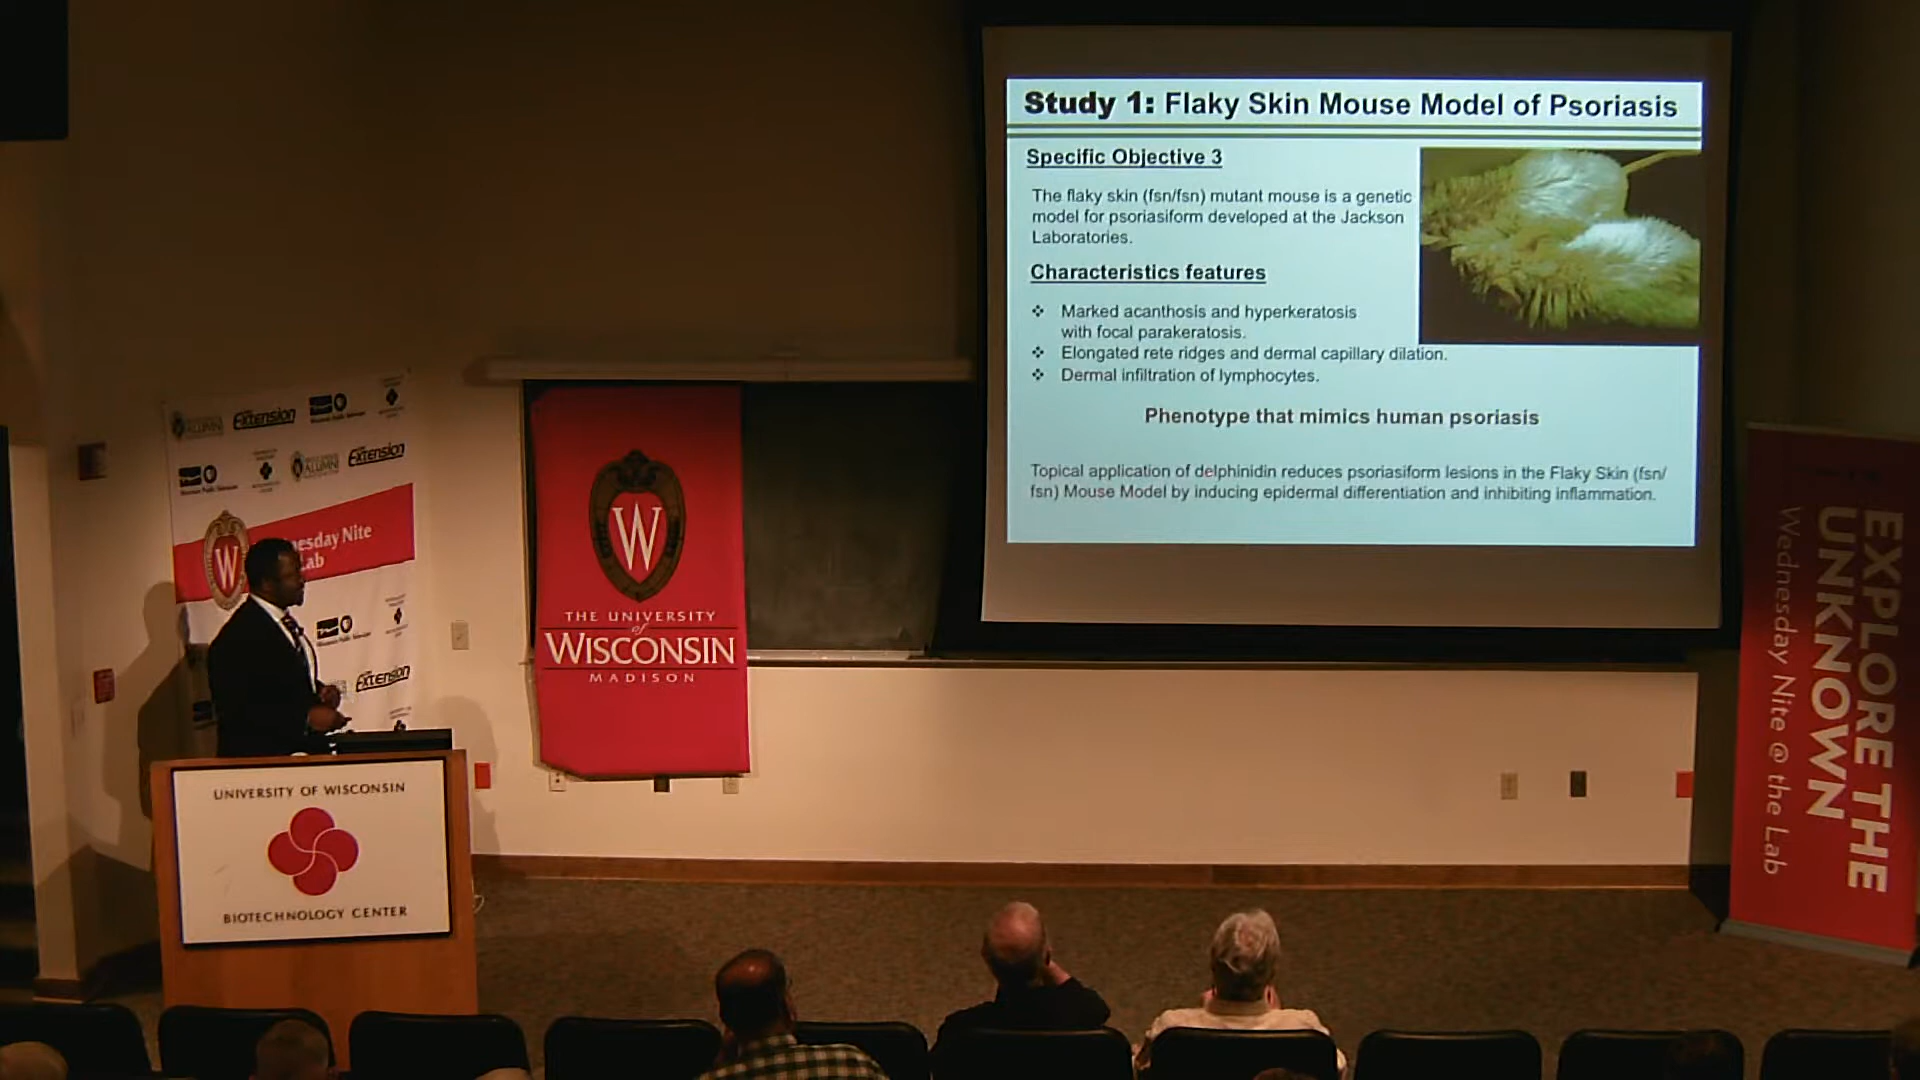 Study 1: Flaky Skin Mouse Model of Psoriasis
Specific Objective 3
The flaky skin (fsn/fsn) mutant mouse is a genetic
model for psoriasiform developed at the Jackson
Laboratories.
Characteristics features
❖ Marked acanthosis and hyperkeratosis
with focal parakeratosis.
❖ Elongated rete ridges and dermal capillary dilation.
❖ Dermal infiltration of lymphocytes.
Phenotype that mimics human psoriasis
Topical application of delphinidin reduces psoriasiform lesions in the Flaky Skin (fsn/
fsn) Mouse Model by inducing epidermal differentiation and inhibiting inflammation.
ALUMNI
Extension
ALUMNI
Extension
W
esday Nite
Lab
Extension
W
THE UNIVERSITY
of
WISCONSIN
MADISON
UNIVERSITY OF WISCONSIN
BIOTECHNOLOGY CENTER
EXPLORE THE
UNKNOWN
Wednesday Nite @ the Lab